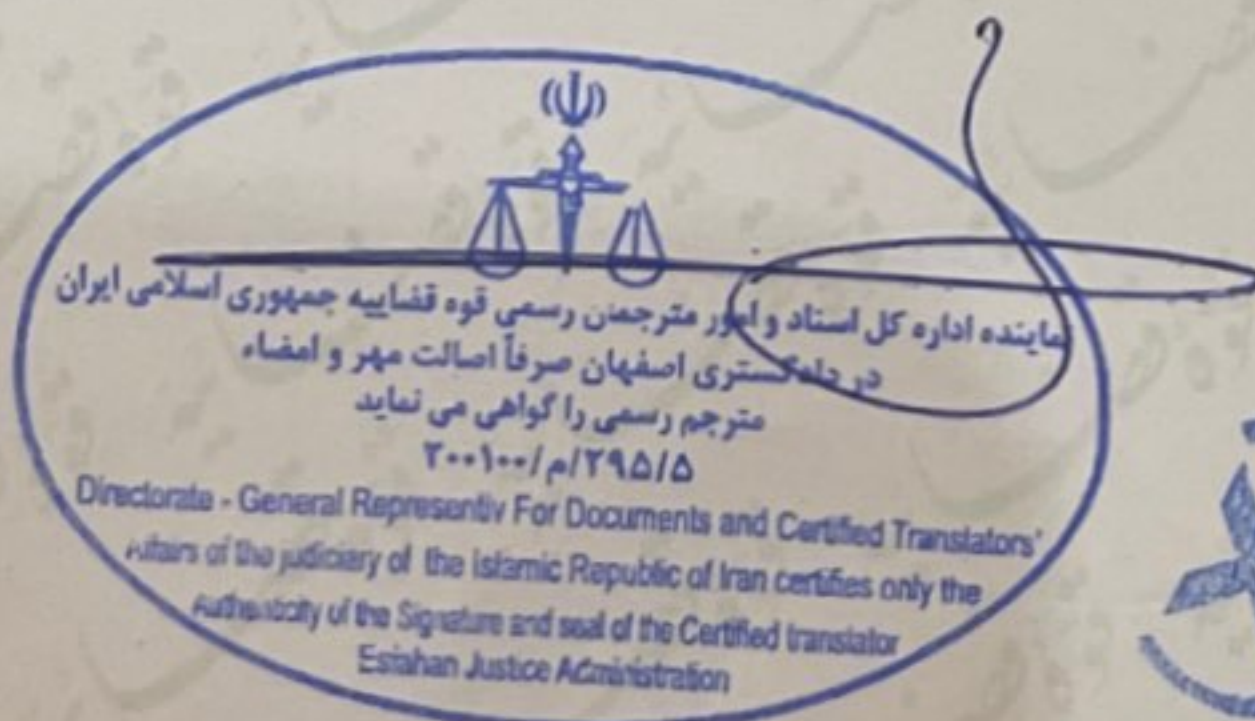 نماینده اداره کل اسناد و امور مترجمان رسمی قوه قضاییه جمهوری اسلامی ایران
در دادگستری اصفهان صرفاً اصالت مهر و امضاء
مترجم رسمی را گواهی می نماید
۲۰۰۱۰۰/م/۲۹۵/۵
Directorate - General Representiv For Documents and Certified Translators'
Affairs of the judiciary of the Islamic Republic of Iran certifies only the
Authenticity of the Signature and seal of the Certified translator
Esfahan Justice Administration